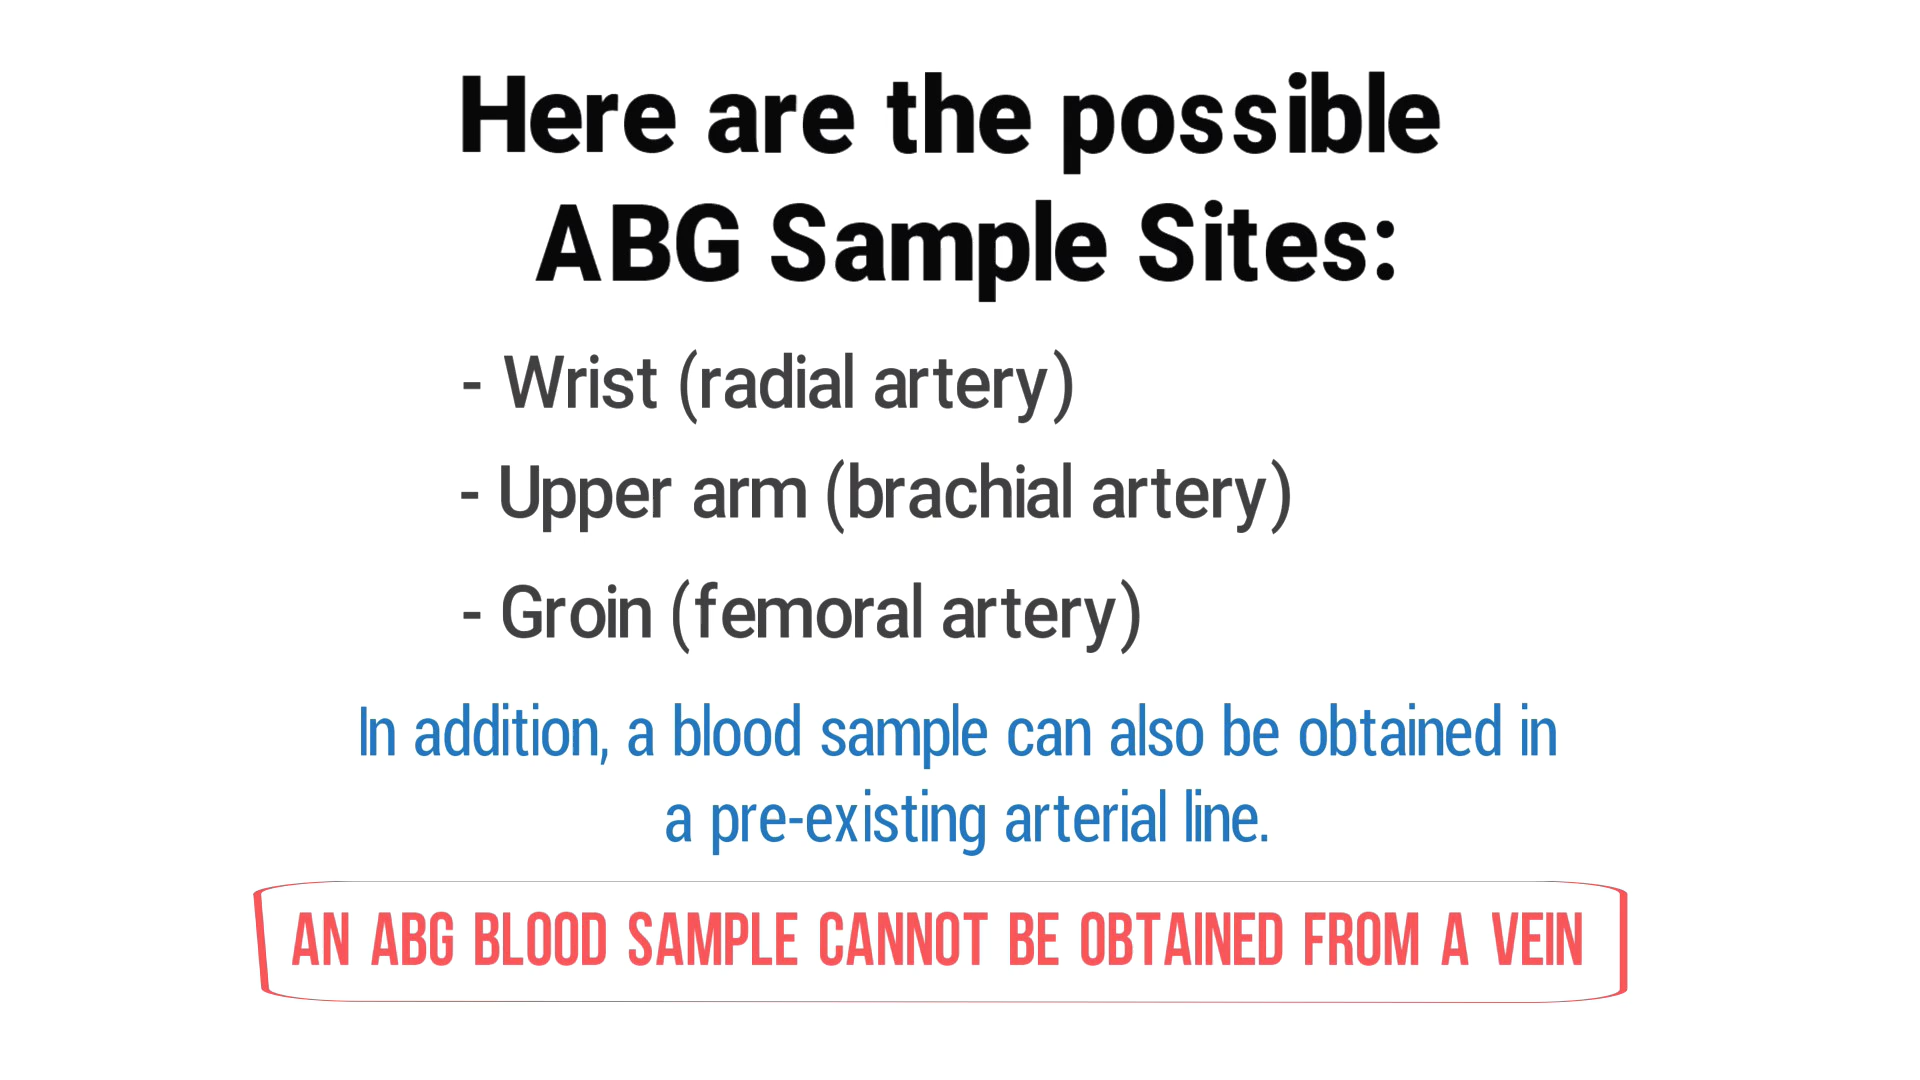 Here are the possible
ABG Sample Sites:
- Wrist (radial artery)
- Upper arm (brachial artery)
- Groin (femoral artery)
In addition, a blood sample can also be obtained in
a pre-existing arterial line.
AN ABG BLOOD SAMPLE CANNOT BE OBTAINED FROM A VEIN